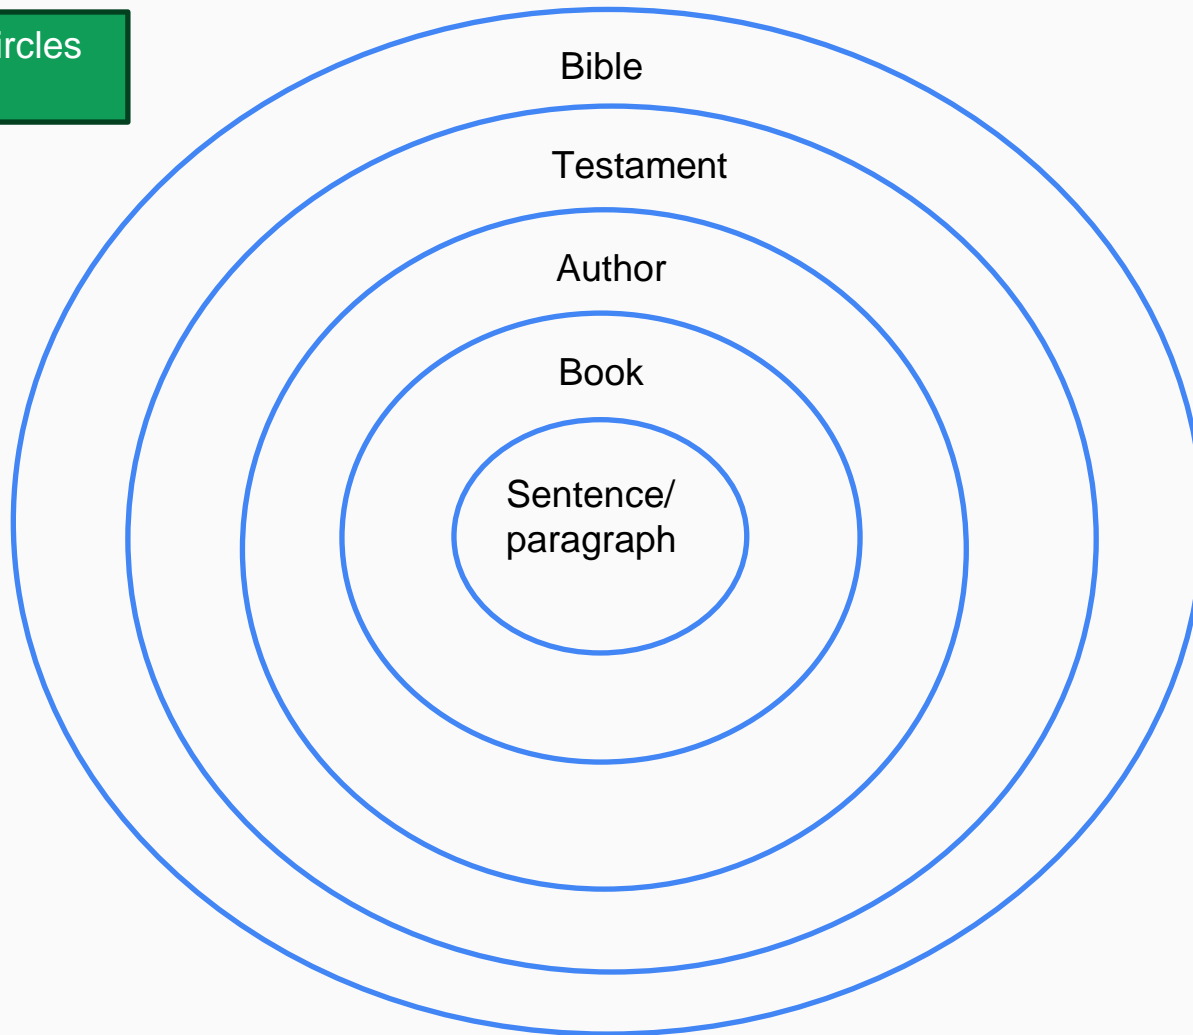 ircles
Bible
Testament
Author
Book
Sentence/
paragraph